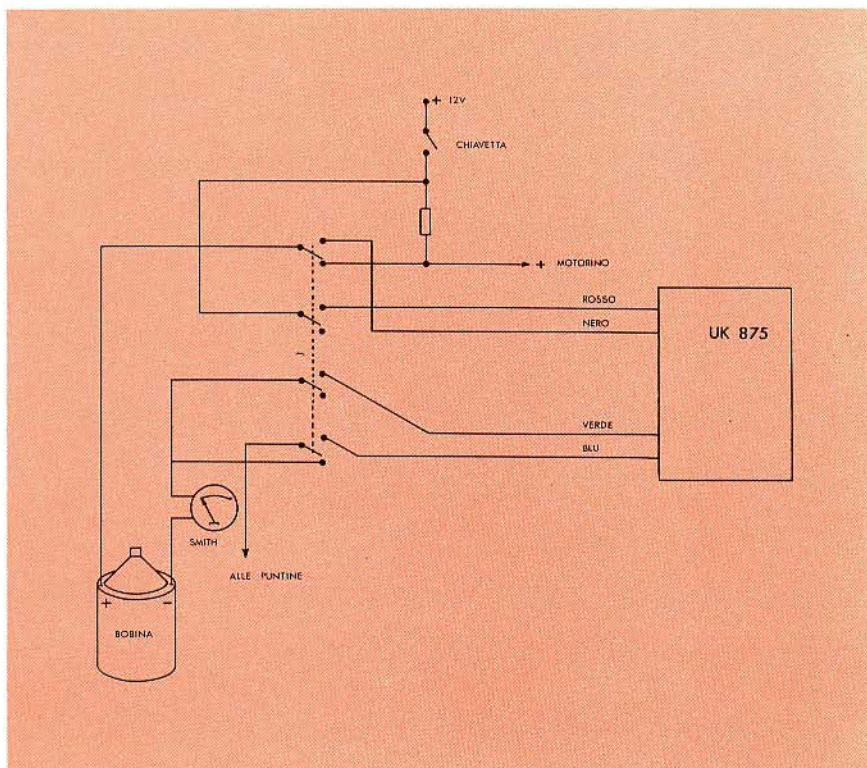 + 12V
CHIAVETTA
+ MOTORINO
ROSSO
NERO
UK 875
VERDE
BLU
SMITH
ALLE PUNTINE
+ −
BOBINA